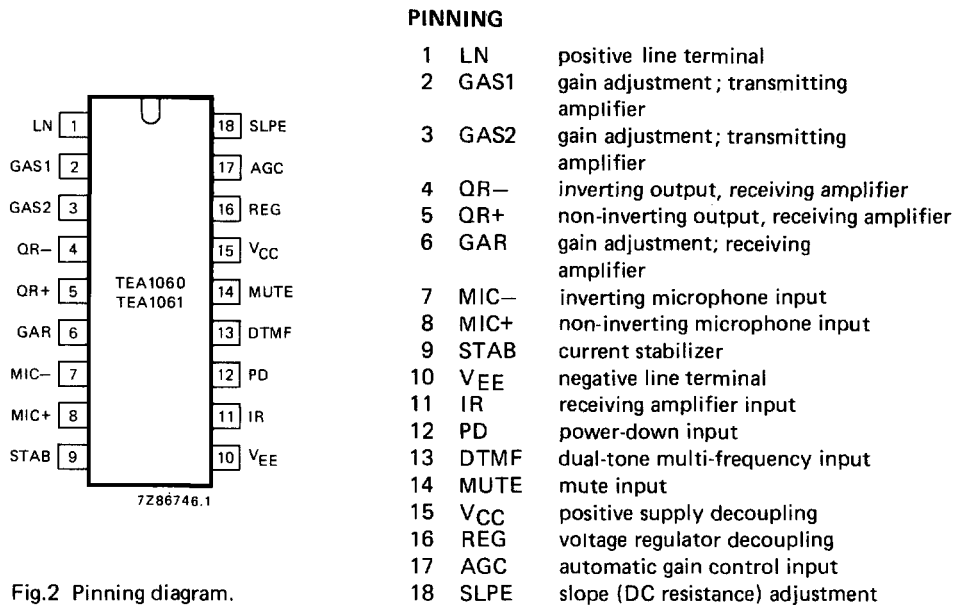 PINNING
1 LN positive line terminal
2 GAS1 gain adjustment; transmitting
amplifier
3 GAS2 gain adjustment; transmitting
amplifier
4 QR− inverting output, receiving amplifier
5 QR+ non-inverting output, receiving amplifier
6 GAR gain adjustment; receiving
amplifier
7 MIC− inverting microphone input
8 MIC+ non-inverting microphone input
9 STAB current stabilizer
10 VEE negative line terminal
11 IR receiving amplifier input
12 PD power-down input
13 DTMF dual-tone multi-frequency input
14 MUTE mute input
15 VCC positive supply decoupling
16 REG voltage regulator decoupling
17 AGC automatic gain control input
18 SLPE slope (DC resistance) adjustment
LN 1 18 SLPE
GAS1 2 17 AGC
GAS2 3 16 REG
QR− 4 15 VCC
TEA1060
TEA1061
QR+ 5 14 MUTE
GAR 6 13 DTMF
MIC− 7 12 PD
MIC+ 8 11 IR
STAB 9 10 VEE
7Z86746.1
Fig.2 Pinning diagram.